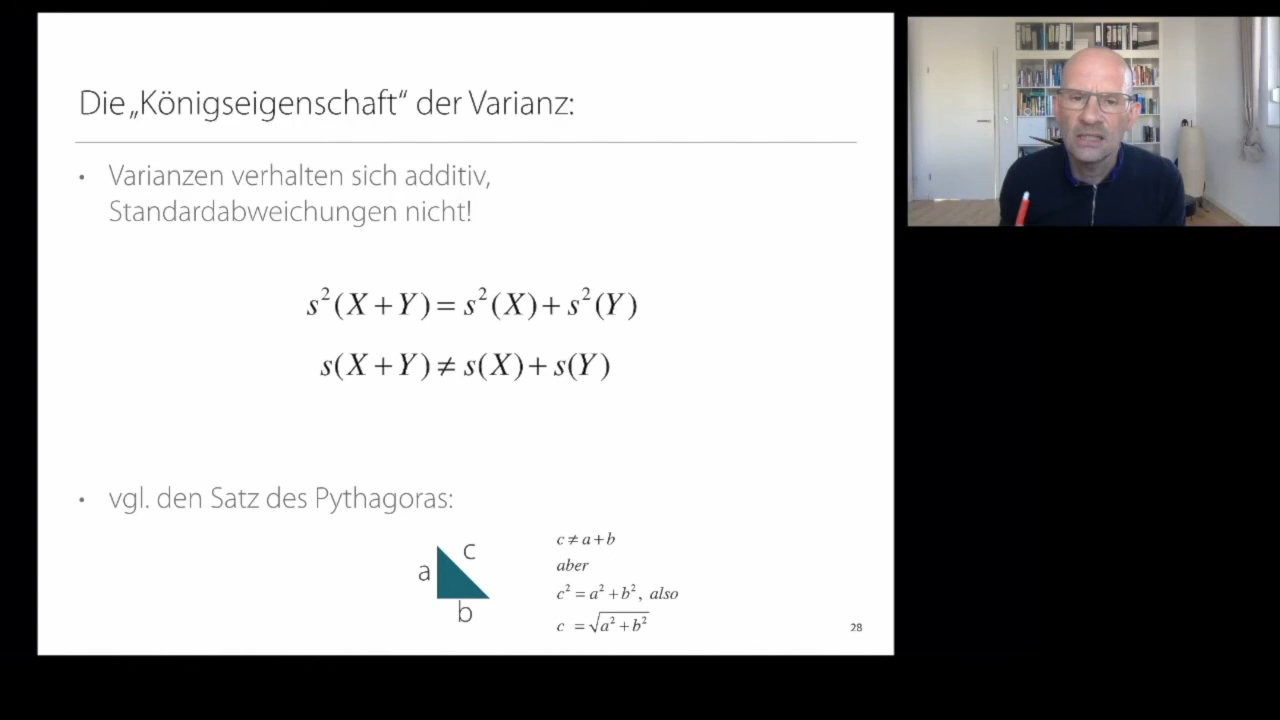 Die „Königseigenschaft“ der Varianz:
• Varianzen verhalten sich additiv,
Standardabweichungen nicht!
s²(X + Y) = s²(X) + s²(Y)
s(X + Y) ≠ s(X) + s(Y)
• vgl. den Satz des Pythagoras:
a
c
b
c ≠ a + b
aber
c² = a² + b², also
c = √(a² + b²)
28